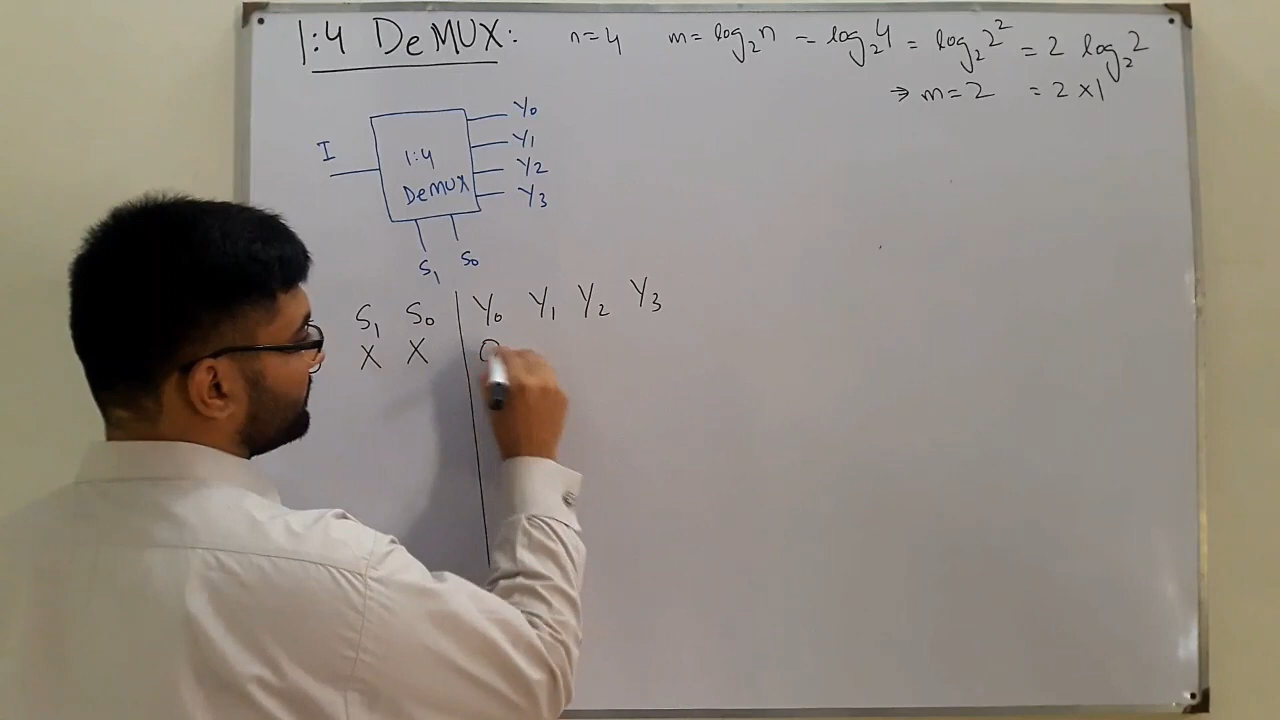 1:4 DeMUX: n=4 m=log₂n = log₂4 = log₂2² = 2 log₂2
⇒ m=2 = 2×1
Y₀
I 1:4 Y₁
DeMUX Y₂
Y₃
S₁ S₀
S₁ S₀ Y₀ Y₁ Y₂ Y₃
X X 0